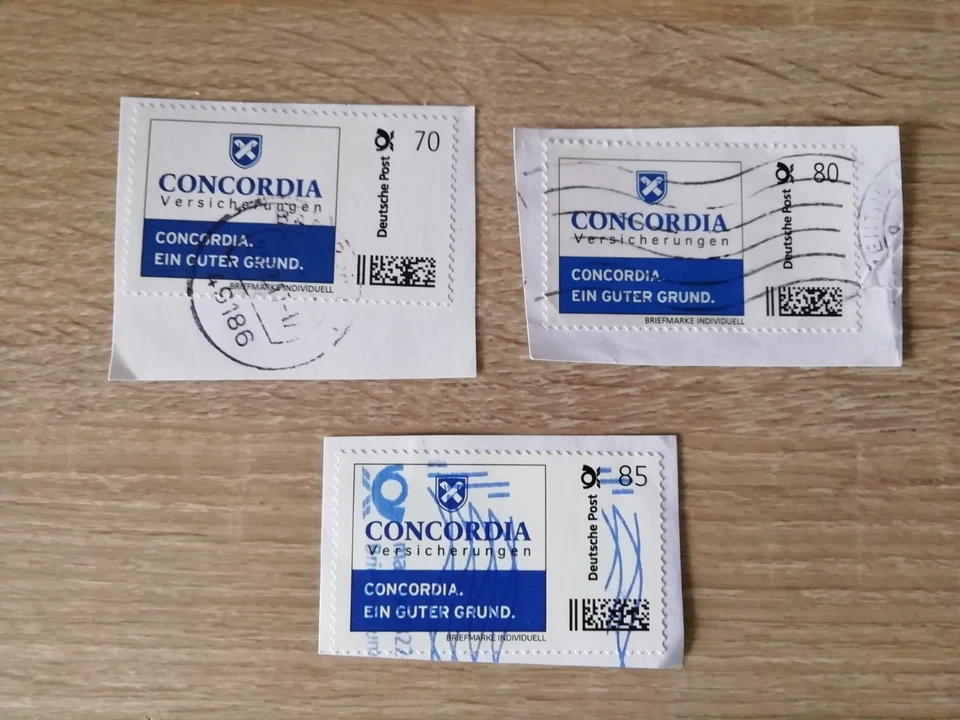 CONCORDIA
Versicherungen
CONCORDIA.
EIN GUTER GRUND.
BRIEFMARKE INDIVIDUELL
Deutsche Post
70
CONCORDIA
Versicherungen
CONCORDIA.
EIN GUTER GRUND.
BRIEFMARKE INDIVIDUELL
Deutsche Post
80
CONCORDIA
Versicherungen
CONCORDIA.
EIN GUTER GRUND.
BRIEFMARKE INDIVIDUELL
Deutsche Post
85